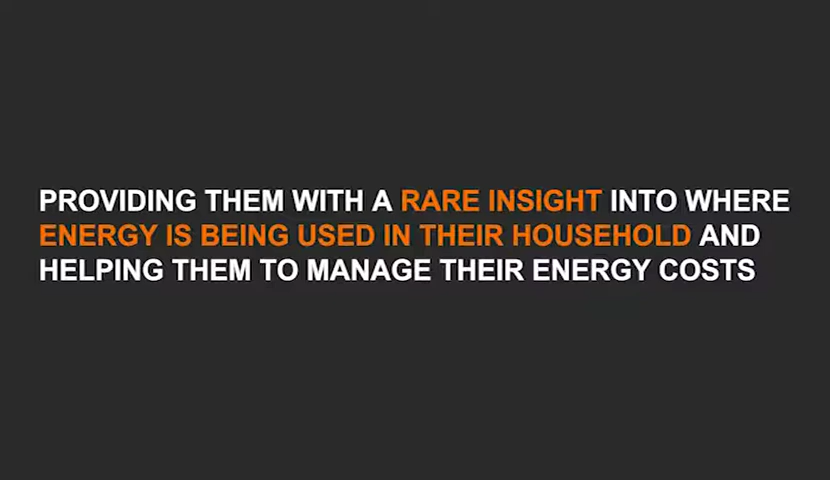 PROVIDING THEM WITH A RARE INSIGHT INTO WHERE
ENERGY IS BEING USED IN THEIR HOUSEHOLD AND
HELPING THEM TO MANAGE THEIR ENERGY COSTS